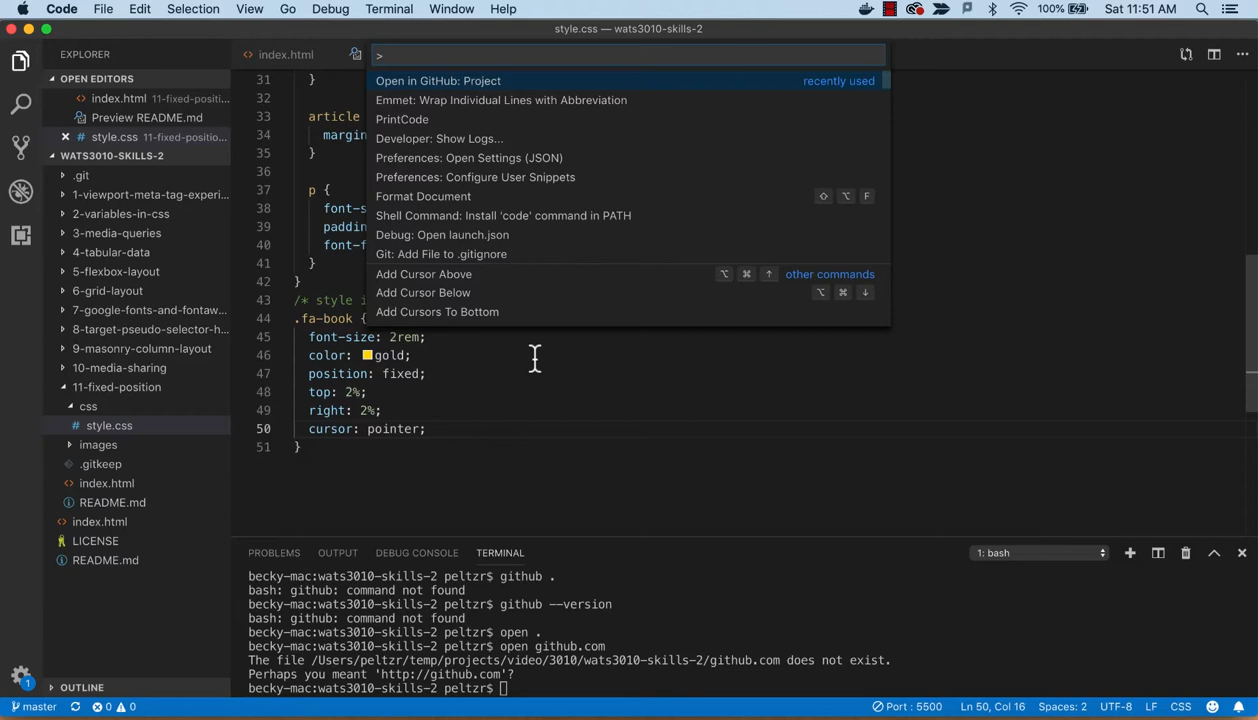 Code File Edit Selection View Go Debug Terminal Window Help 100% Sat 11:51 AM
style.css — wats3010-skills-2
EXPLORER
OPEN EDITORS
index.html 11-fixed-positi...
Preview README.md
style.css 11-fixed-positio...
WATS3010-SKILLS-2
.git
1-viewport-meta-tag-experi...
2-variables-in-css
3-media-queries
4-tabular-data
5-flexbox-layout
6-grid-layout
7-google-fonts-and-fontaw...
8-target-pseudo-selector-h...
9-masonry-column-layout
10-media-sharing
11-fixed-position
css
# style.css
images
.gitkeep
index.html
README.md
index.html
LICENSE
README.md
OUTLINE
index.html
>
Open in GitHub: Project recently used
Emmet: Wrap Individual Lines with Abbreviation
PrintCode
Developer: Show Logs...
Preferences: Open Settings (JSON)
Preferences: Configure User Snippets
Format Document ⇧ ⌥ F
Shell Command: Install 'code' command in PATH
Debug: Open launch.json
Git: Add File to .gitignore
Add Cursor Above ⌥ ⌘ ↑ other commands
Add Cursor Below ⌥ ⌘ ↓
Add Cursors To Bottom
31 }
32
33 article
34 margin
35 }
36
37 p {
38 font-s
39 paddin
40 font-f
41 }
42 }
43 /* style i
44 .fa-book {
45 font-size: 2rem;
46 color: gold;
47 position: fixed;
48 top: 2%;
49 right: 2%;
50 cursor: pointer;
51 }
PROBLEMS OUTPUT DEBUG CONSOLE TERMINAL 1: bash
becky-mac:wats3010-skills-2 peltzr$ github .
bash: github: command not found
becky-mac:wats3010-skills-2 peltzr$ github --version
bash: github: command not found
becky-mac:wats3010-skills-2 peltzr$ open .
becky-mac:wats3010-skills-2 peltzr$ open github.com
The file /Users/peltzr/temp/projects/video/3010/wats3010-skills-2/github.com does not exist.
Perhaps you meant 'http://github.com'?
becky-mac:wats3010-skills-2 peltzr$
1
master 0 0 Port : 5500 Ln 50, Col 16 Spaces: 2 UTF-8 LF CSS